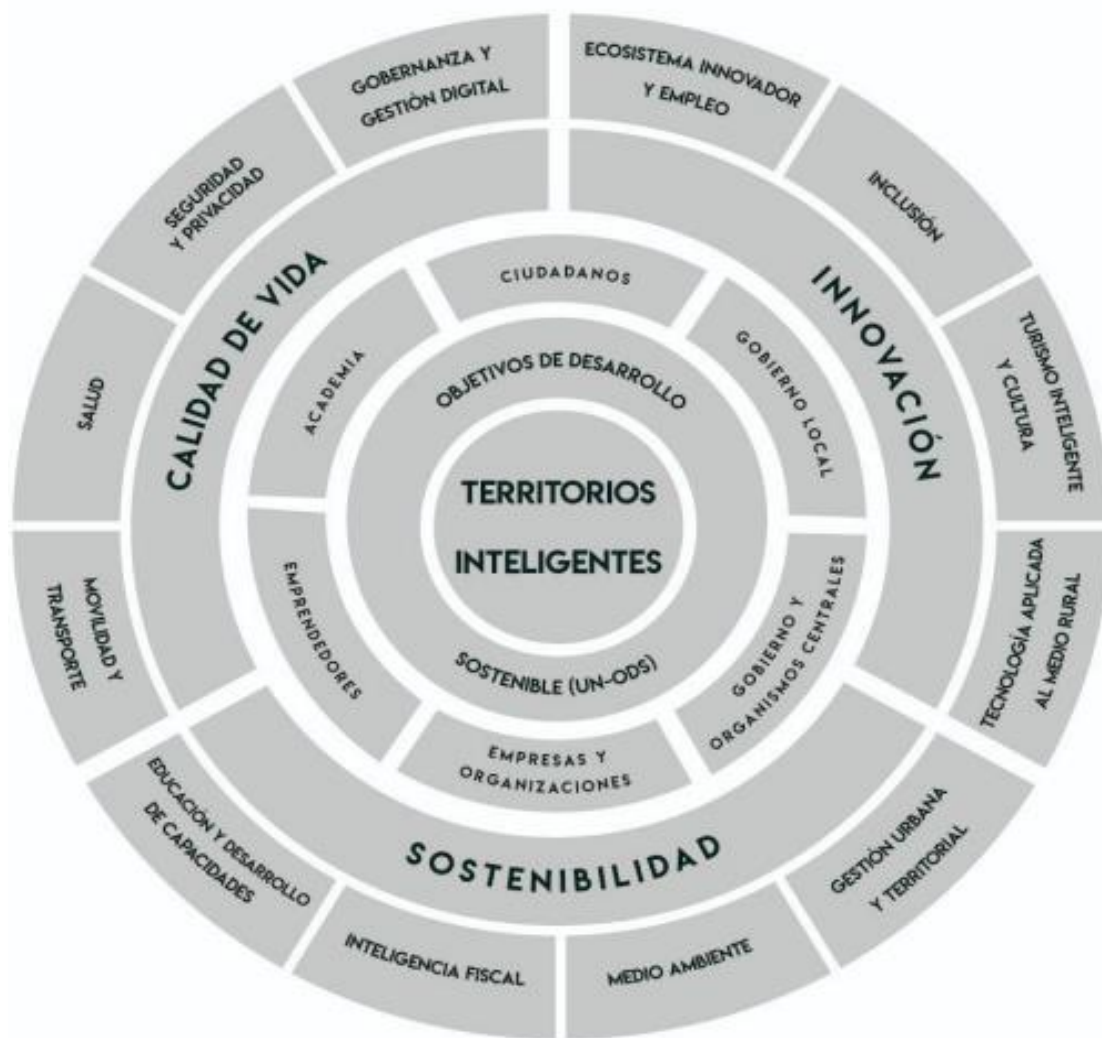 GOBERNANZA Y
GESTIÓN DIGITAL
ECOSISTEMA INNOVADOR
Y EMPLEO
INCLUSIÓN
TURISMO INTELIGENTE
Y CULTURA
TECNOLOGÍA APLICADA
AL MEDIO RURAL
GESTIÓN URBANA
Y TERRITORIAL
MEDIO AMBIENTE
INTELIGENCIA FISCAL
EDUCACIÓN Y DESARROLLO
DE CAPACIDADES
MOVILIDAD Y
TRANSPORTE
SALUD
SEGURIDAD
Y PRIVACIDAD
CALIDAD DE VIDA
INNOVACIÓN
SOSTENIBILIDAD
CIUDADANOS
GOBIERNO LOCAL
GOBIERNO Y
ORGANISMOS CENTRALES
EMPRESAS Y
ORGANIZACIONES
EMPRENDEDORES
ACADEMIA
OBJETIVOS DE DESARROLLO
SOSTENIBLE (UN-ODS)
TERRITORIOS
INTELIGENTES